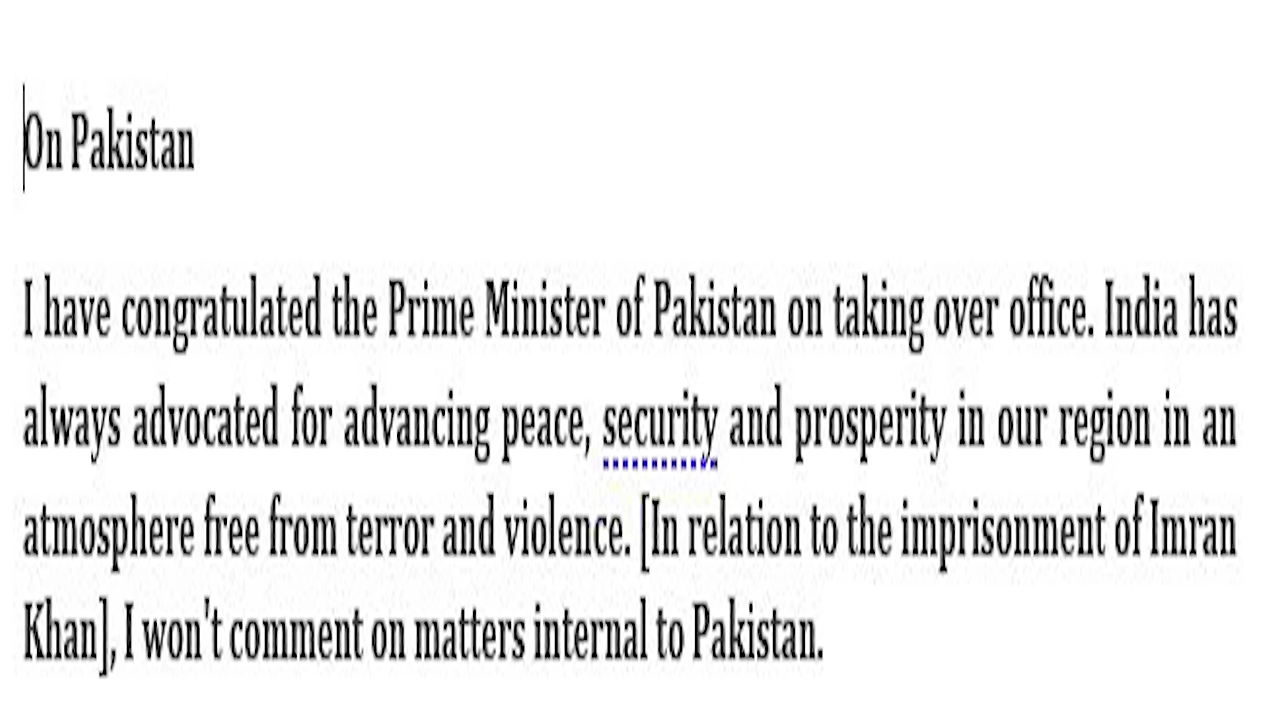 On Pakistan
I have congratulated the Prime Minister of Pakistan on taking over office. India has
always advocated for advancing peace, security and prosperity in our region in an
atmosphere free from terror and violence. [In relation to the imprisonment of Imran
Khan], I won't comment on matters internal to Pakistan.